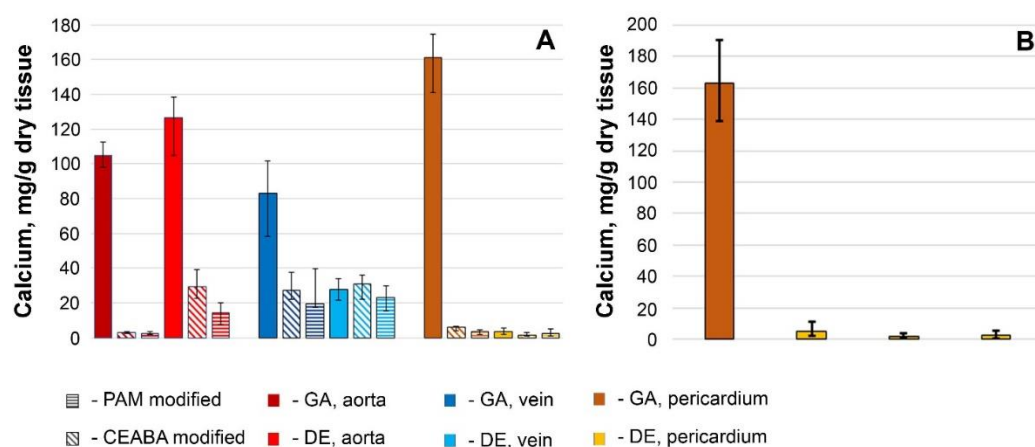 A
Calcium, mg/g dry tissue
180
160
140
120
100
80
60
40
20
0
B
Calcium, mg/g dry tissue
200
180
160
140
120
100
80
60
40
20
0
- PAM modified
- GA, aorta
- GA, vein
- GA, pericardium
- CEABA modified
- DE, aorta
- DE, vein
- DE, pericardium